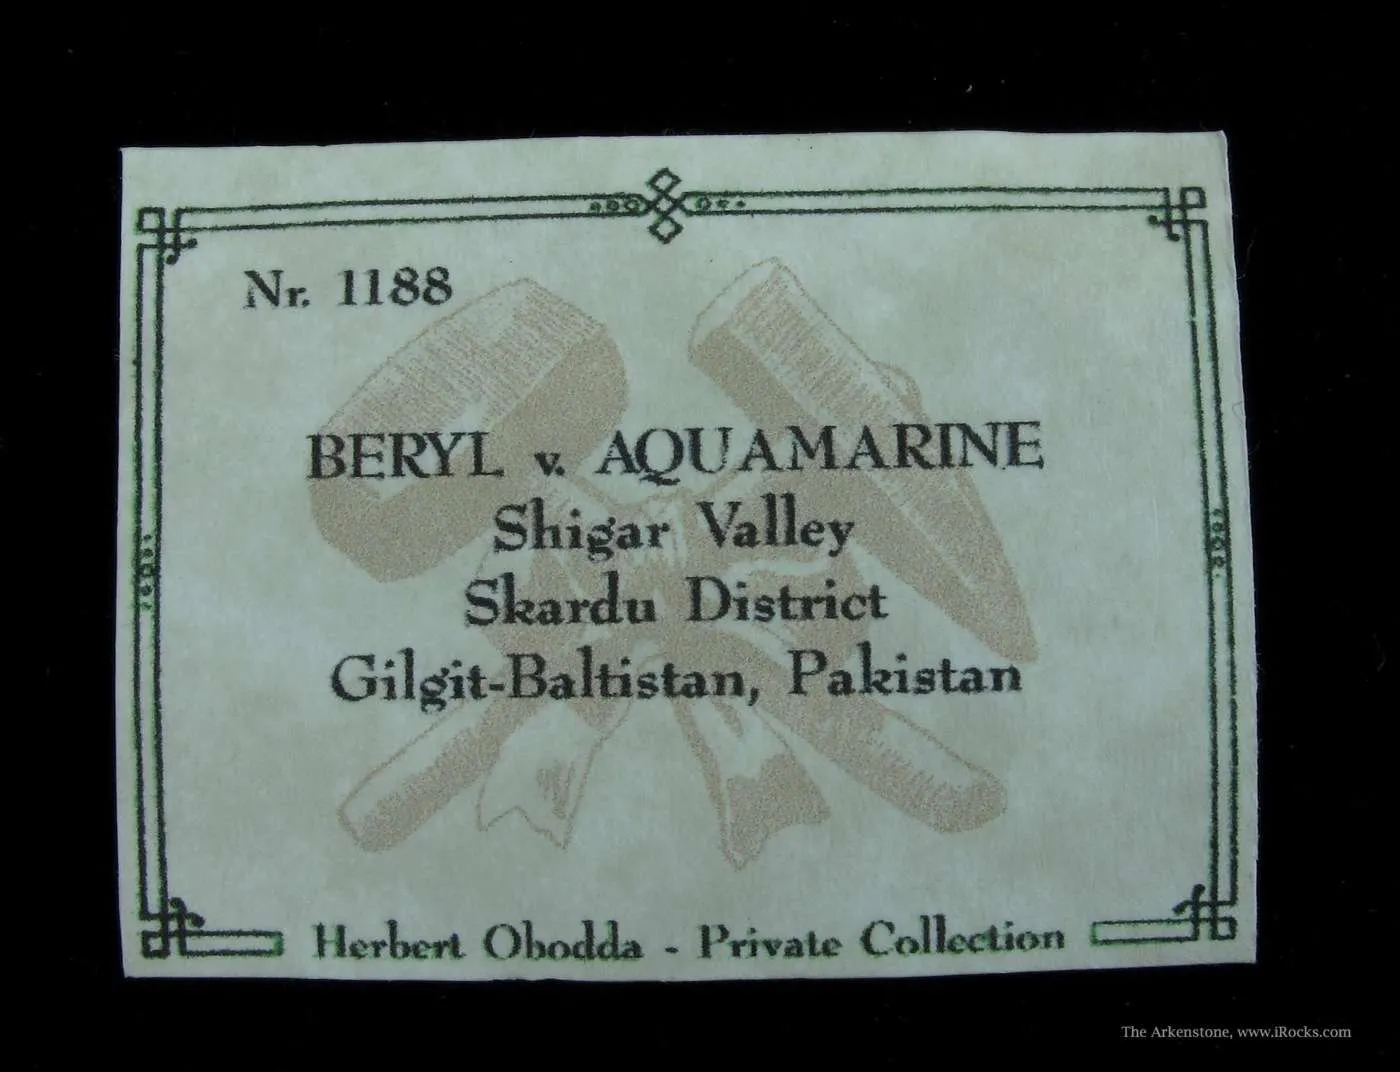 Nr. 1188
BERYL v. AQUAMARINE
Shigar Valley
Skardu District
Gilgit-Baltistan, Pakistan
Herbert Obodda - Private Collection
The Arkenstone, www.iRocks.com